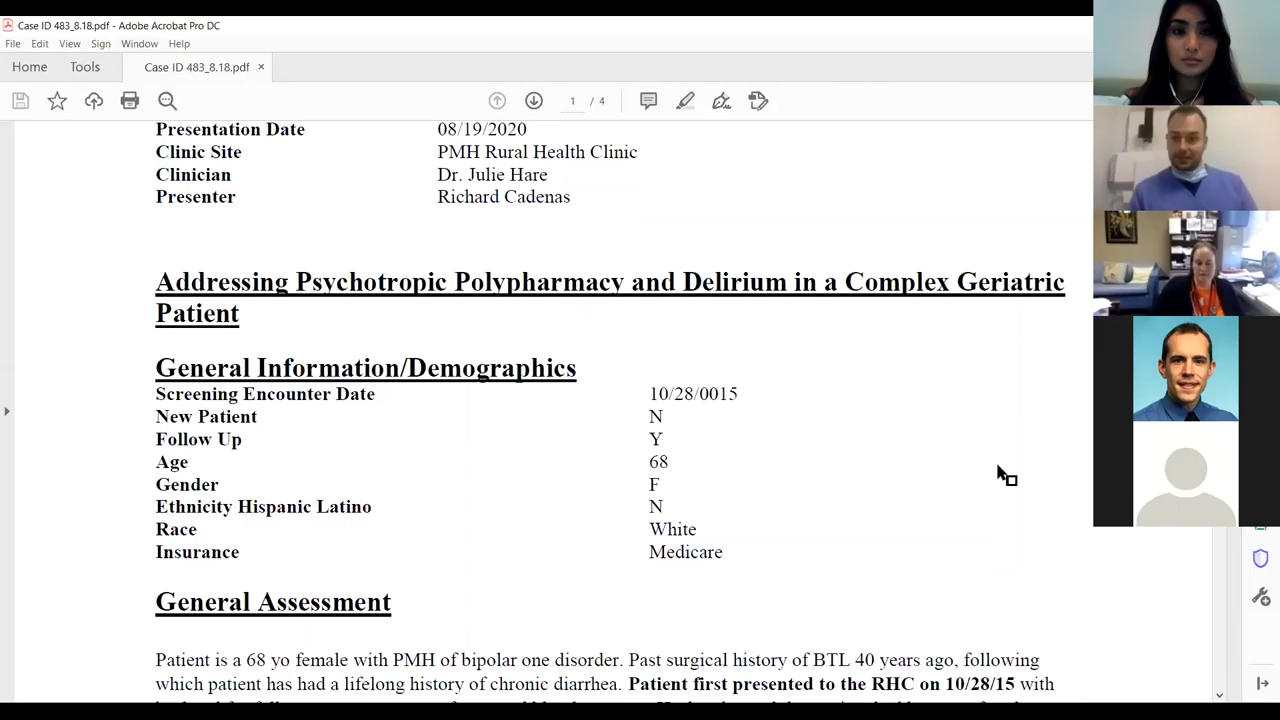 Case ID 483_8.18.pdf - Adobe Acrobat Pro DC
File Edit View Sign Window Help
Home Tools Case ID 483_8.18.pdf ×
1 / 4
Presentation Date 08/19/2020
Clinic Site PMH Rural Health Clinic
Clinician Dr. Julie Hare
Presenter Richard Cadenas
Addressing Psychotropic Polypharmacy and Delirium in a Complex Geriatric
Patient
General Information/Demographics
Screening Encounter Date 10/28/0015
New Patient N
Follow Up Y
Age 68
Gender F
Ethnicity Hispanic Latino N
Race White
Insurance Medicare
General Assessment
Patient is a 68 yo female with PMH of bipolar one disorder. Past surgical history of BTL 40 years ago, following
which patient has had a lifelong history of chronic diarrhea. Patient first presented to the RHC on 10/28/15 with